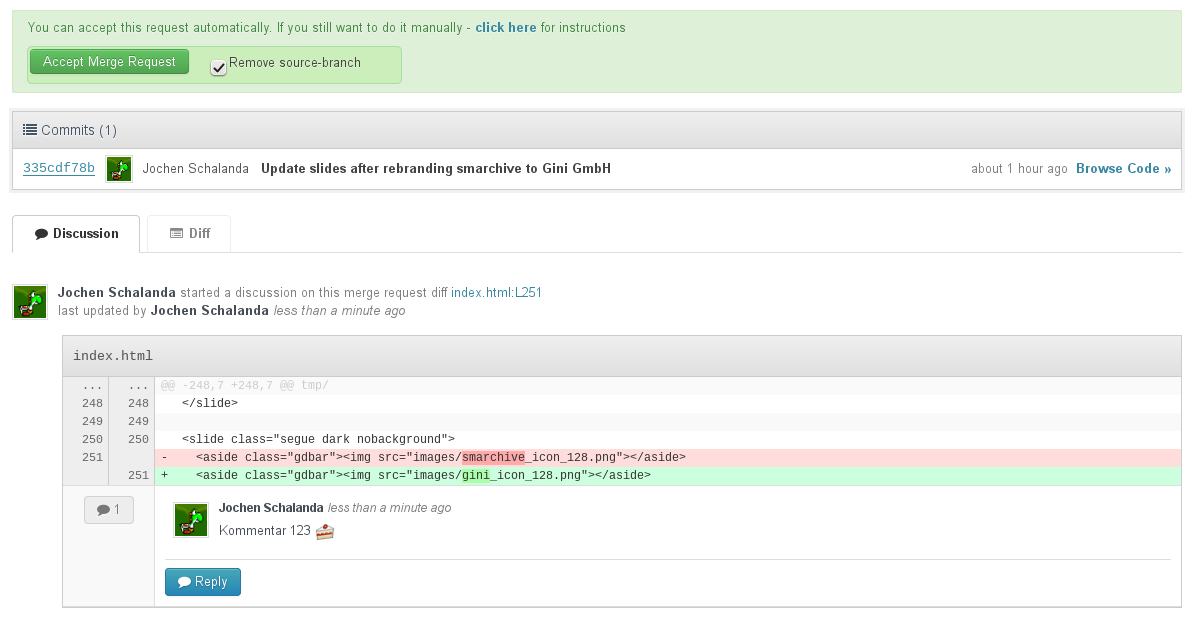 You can accept this request automatically. If you still want to do it manually - click here for instructions
Accept Merge Request Remove source-branch
Commits (1)
335cdf78b Jochen Schalanda Update slides after rebranding smarchive to Gini GmbH about 1 hour ago Browse Code »
Discussion Diff
Jochen Schalanda started a discussion on this merge request diff index.html:L251
last updated by Jochen Schalanda less than a minute ago
index.html
... ... @@ -248,7 +248,7 @@ tmp/
248 248 </slide>
249 249
250 250 <slide class="segue dark nobackground">
251 - <aside class="gdbar"><img src="images/smarchive_icon_128.png"></aside>
251 + <aside class="gdbar"><img src="images/gini_icon_128.png"></aside>
1 Jochen Schalanda less than a minute ago
Kommentar 123 🍰
Reply